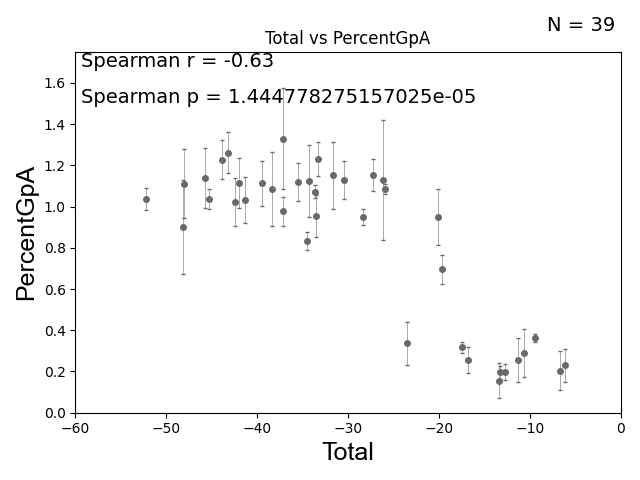 N = 39
Total vs PercentGpA
Spearman r = -0.63
Spearman p = 1.444778275157025e-05
PercentGpA
1.6
1.4
1.2
1.0
0.8
0.6
0.4
0.2
0.0
−60 −50 −40 −30 −20 −10 0
Total